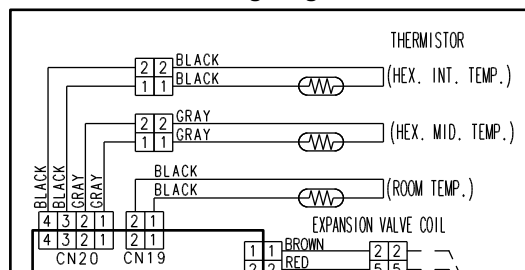 THERMISTOR
BLACK
2 2
BLACK
1 1
(HEX. INT. TEMP.)
GRAY
2 2
GRAY
1 1
(HEX. MID. TEMP.)
BLACK
BLACK
(ROOM TEMP.)
BLACK
BLACK
GRAY
GRAY
4 3 2 1
4 3 2 1
CN20
2 1
2 1
CN19
EXPANSION VALVE COIL
1 1 BROWN 2 2
2 2 RED 5 5